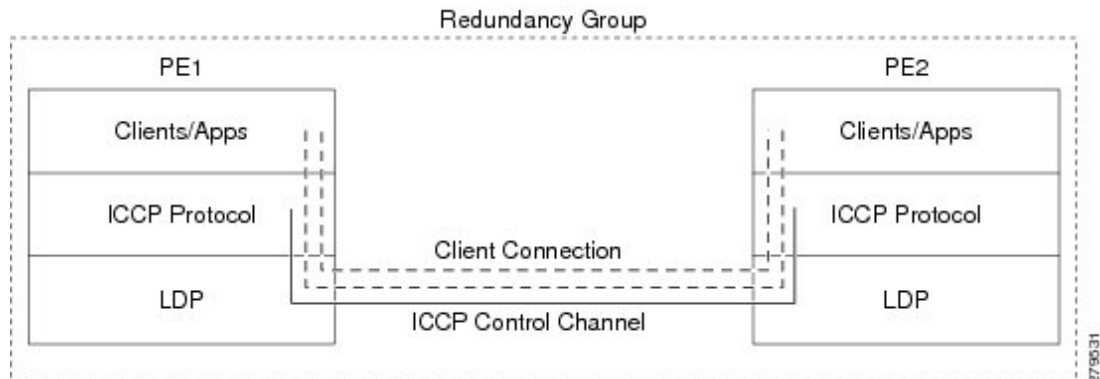 Redundancy Group
PE1
PE2
Clients/Apps
Clients/Apps
ICCP Protocol
ICCP Protocol
Client Connection
LDP
LDP
ICCP Control Channel
279531